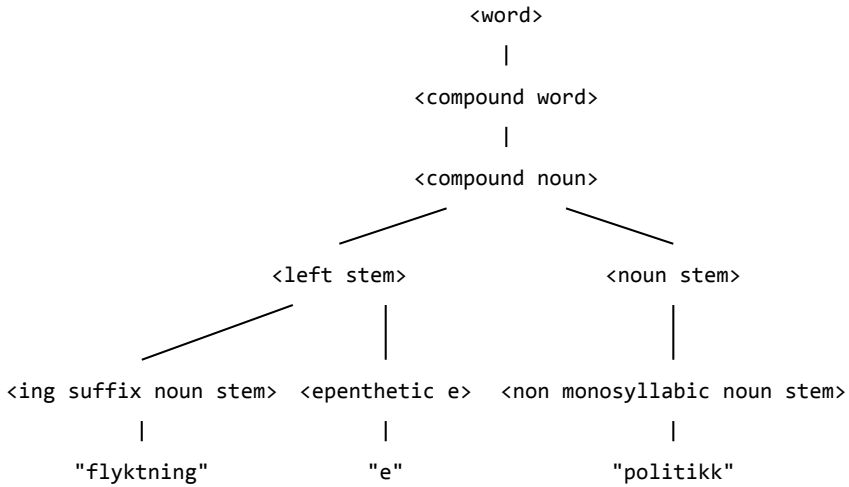 <word>
|
<compound word>
|
<compound noun>
<left stem> <noun stem>
<ing suffix noun stem> <epenthetic e> <non monosyllabic noun stem>
| | |
"flyktning" "e" "politikk"